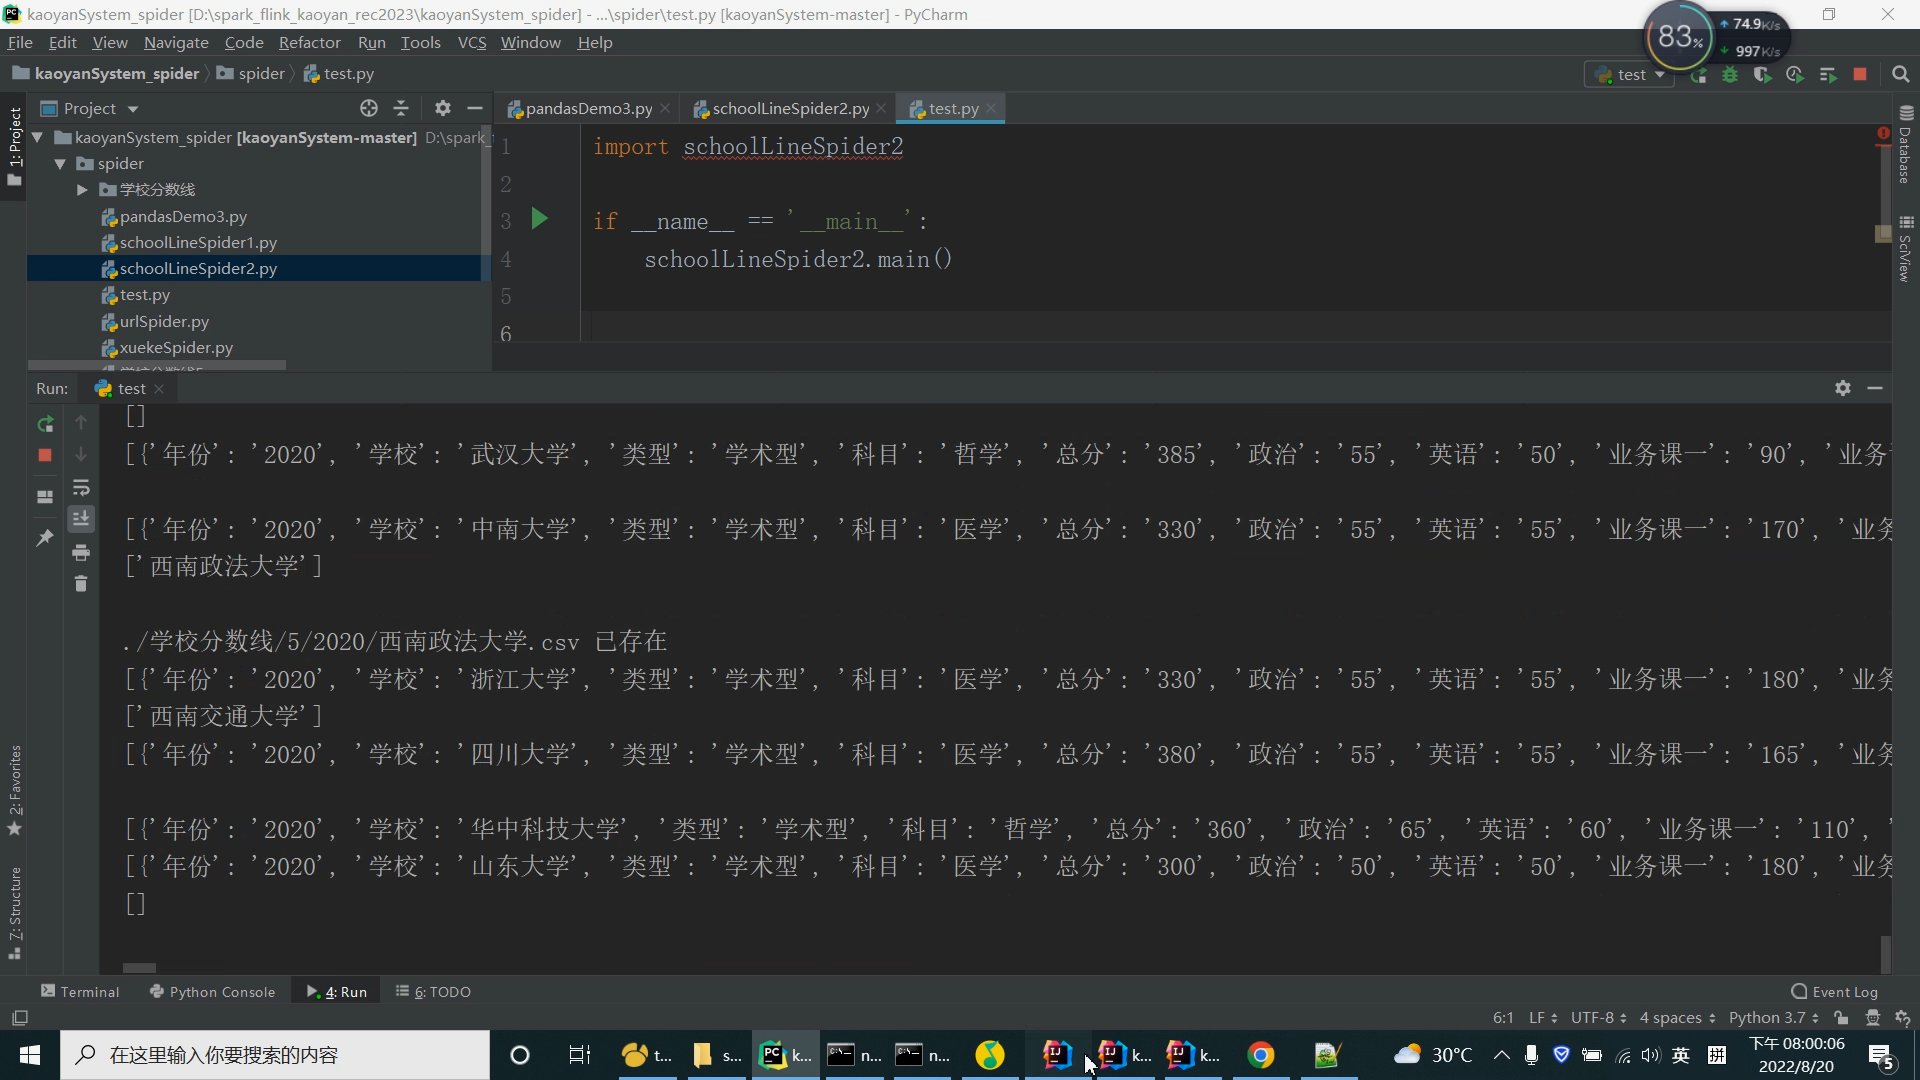 kaoyanSystem_spider [D:\spark_flink_kaoyan_rec2023\kaoyanSystem_spider] - ...\spider\test.py [kaoyanSystem-master] - PyCharm
83% 74.9K/s
997K/s
File Edit View Navigate Code Refactor Run Tools VCS Window Help
kaoyanSystem_spider spider test.py test
1: Project
Project
pandasDemo3.py schoolLineSpider2.py test.py
kaoyanSystem_spider [kaoyanSystem-master] D:\spark_
spider
学校分数线
pandasDemo3.py
schoolLineSpider1.py
schoolLineSpider2.py
test.py
urlSpider.py
xuekeSpider.py
1 import schoolLineSpider2
2
3 if __name__ == '__main__':
4 schoolLineSpider2.main()
5
6
Database
SciView
Run: test
[]
[{'年份': '2020', '学校': '武汉大学', '类型': '学术型', '科目': '哲学', '总分': '385', '政治': '55', '英语': '50', '业务课一': '90', '业务
[{'年份': '2020', '学校': '中南大学', '类型': '学术型', '科目': '医学', '总分': '330', '政治': '55', '英语': '55', '业务课一': '170', '业务
['西南政法大学']
./学校分数线/5/2020/西南政法大学.csv 已存在
[{'年份': '2020', '学校': '浙江大学', '类型': '学术型', '科目': '医学', '总分': '330', '政治': '55', '英语': '55', '业务课一': '180', '业务
['西南交通大学']
[{'年份': '2020', '学校': '四川大学', '类型': '学术型', '科目': '医学', '总分': '380', '政治': '55', '英语': '55', '业务课一': '165', '业务
[{'年份': '2020', '学校': '华中科技大学', '类型': '学术型', '科目': '哲学', '总分': '360', '政治': '65', '英语': '60', '业务课一': '110', '
[{'年份': '2020', '学校': '山东大学', '类型': '学术型', '科目': '医学', '总分': '300', '政治': '50', '英语': '50', '业务课一': '180', '业务
[]
2: Favorites
7: Structure
Terminal Python Console 4: Run 6: TODO Event Log
6:1 LF UTF-8 4 spaces Python 3.7
在这里输入你要搜索的内容 t... s... k... n... n... k... k... 30°C 英 拼 下午 08:00:06
2022/8/20 5